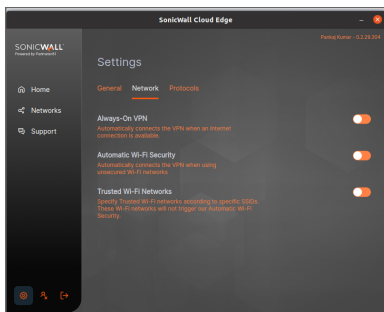 SonicWall Cloud Edge
SONICWALL
Powered by Perimeter 81
Pankaj Kumar - 0.2.28.304
Settings
Home
Networks
Support
General Network Protocols
Always-On VPN
Automatically connects the VPN when an Internet
connection is available.
Automatic Wi-Fi Security
Automatically connects the VPN when using
unsecured Wi-Fi networks
Trusted Wi-Fi Networks
Specify Trusted Wi-Fi networks according to specific SSIDs.
These Wi-Fi networks will not trigger our Automatic Wi-Fi
Security.